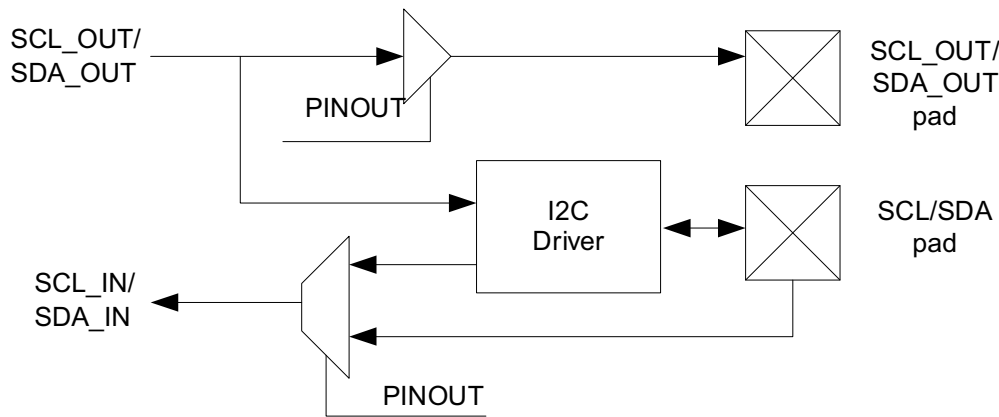 SCL_OUT/
SDA_OUT
SCL_OUT/
SDA_OUT
pad
PINOUT
I2C
Driver
SCL/SDA
pad
SCL_IN/
SDA_IN
PINOUT